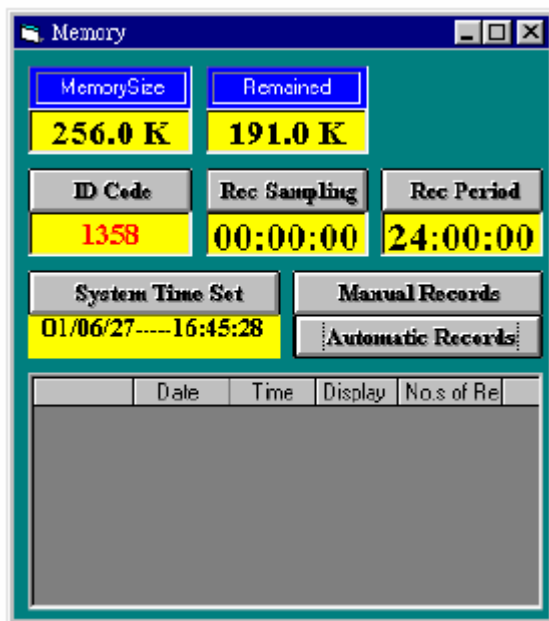 Memory
MemorySize Remained
256.0 K 191.0 K
ID Code Rec Sampling Rec Period
1358 00:00:00 24:00:00
System Time Set Manual Records
01/06/27-----16:45:28 Automatic Records
Date Time Display No.s of Re